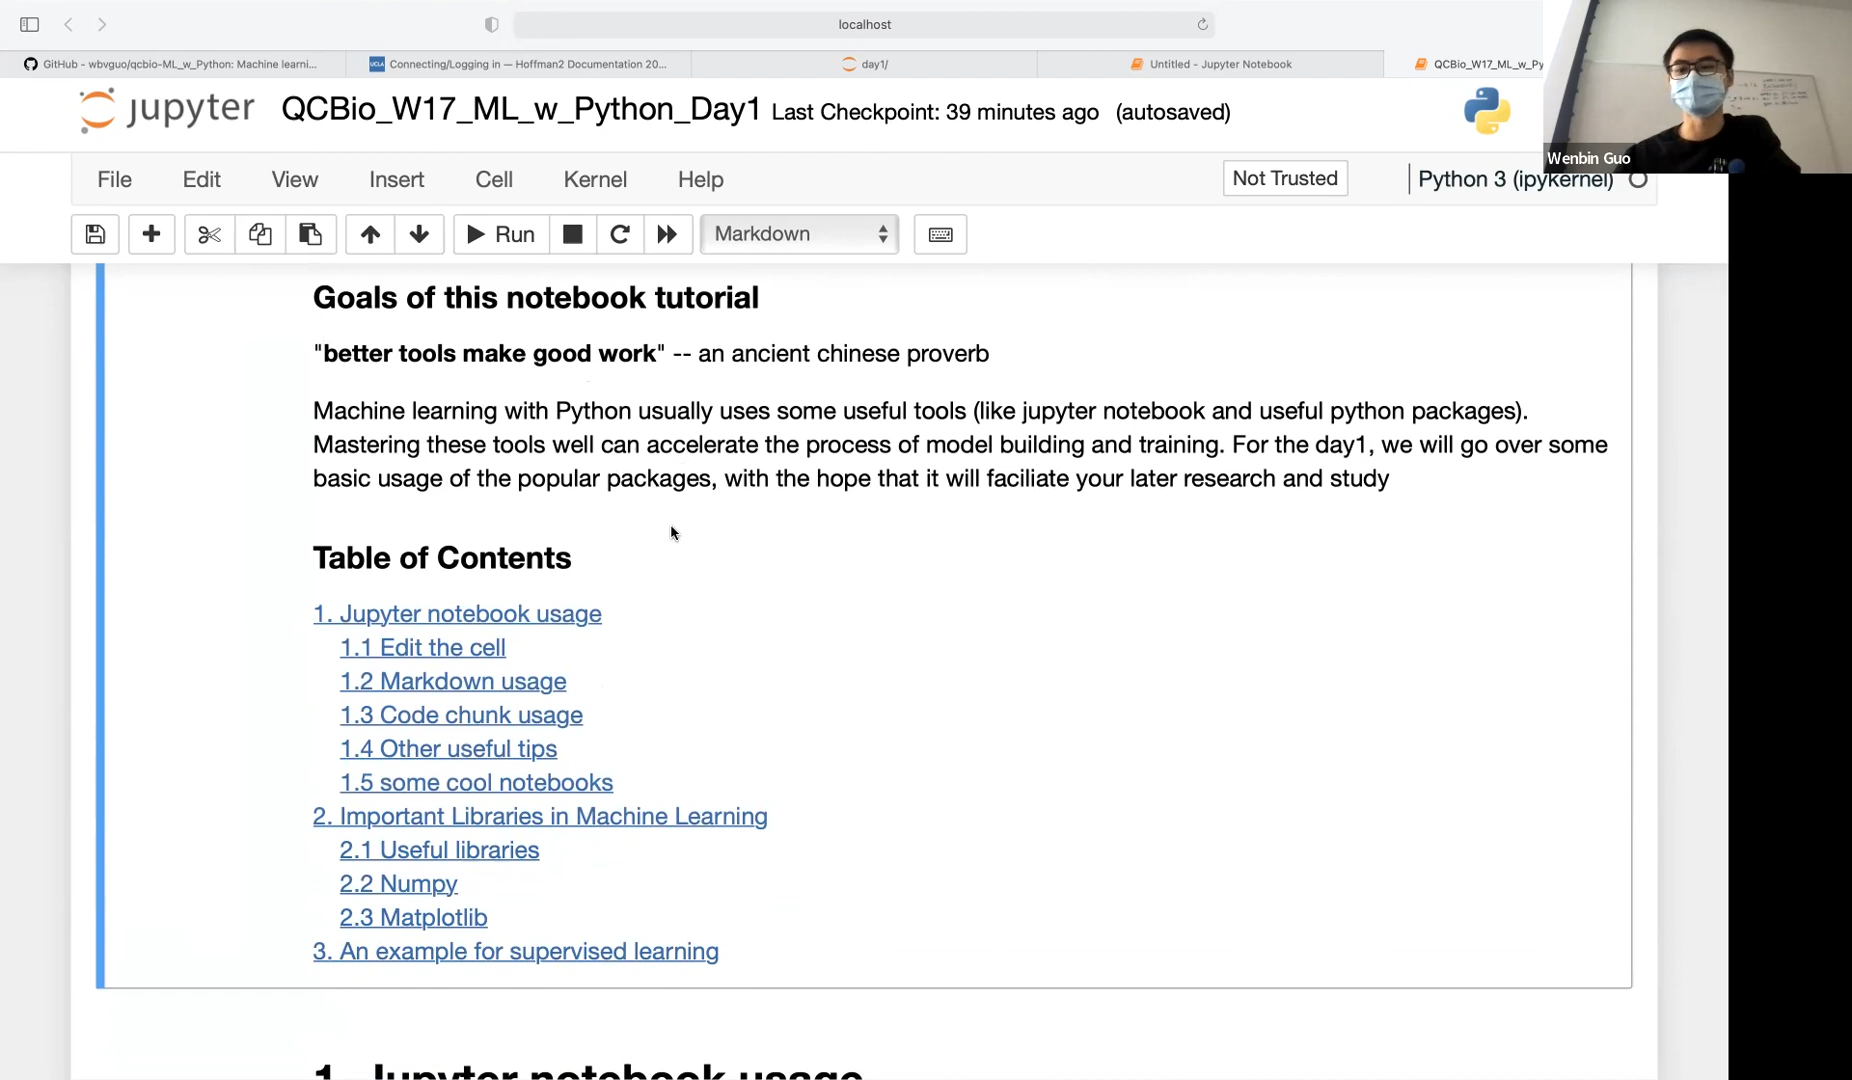 localhost
GitHub - wbvguo/qcbio-ML_w_Python: Machine learni...
UCLA
Connecting/Logging in — Hoffman2 Documentation 20...
day1/
Untitled - Jupyter Notebook
QCBio_W17_ML_w_Py
jupyter
QCBio_W17_ML_w_Python_Day1 Last Checkpoint: 39 minutes ago (autosaved)
Wenbin Guo
File Edit View Insert Cell Kernel Help
Not Trusted
Python 3 (ipykernel)
Run
Markdown
Goals of this notebook tutorial
"better tools make good work" -- an ancient chinese proverb
Machine learning with Python usually uses some useful tools (like jupyter notebook and useful python packages).
Mastering these tools well can accelerate the process of model building and training. For the day1, we will go over some
basic usage of the popular packages, with the hope that it will faciliate your later research and study
Table of Contents
1. Jupyter notebook usage
1.1 Edit the cell
1.2 Markdown usage
1.3 Code chunk usage
1.4 Other useful tips
1.5 some cool notebooks
2. Important Libraries in Machine Learning
2.1 Useful libraries
2.2 Numpy
2.3 Matplotlib
3. An example for supervised learning
1. Jupyter notebook usage